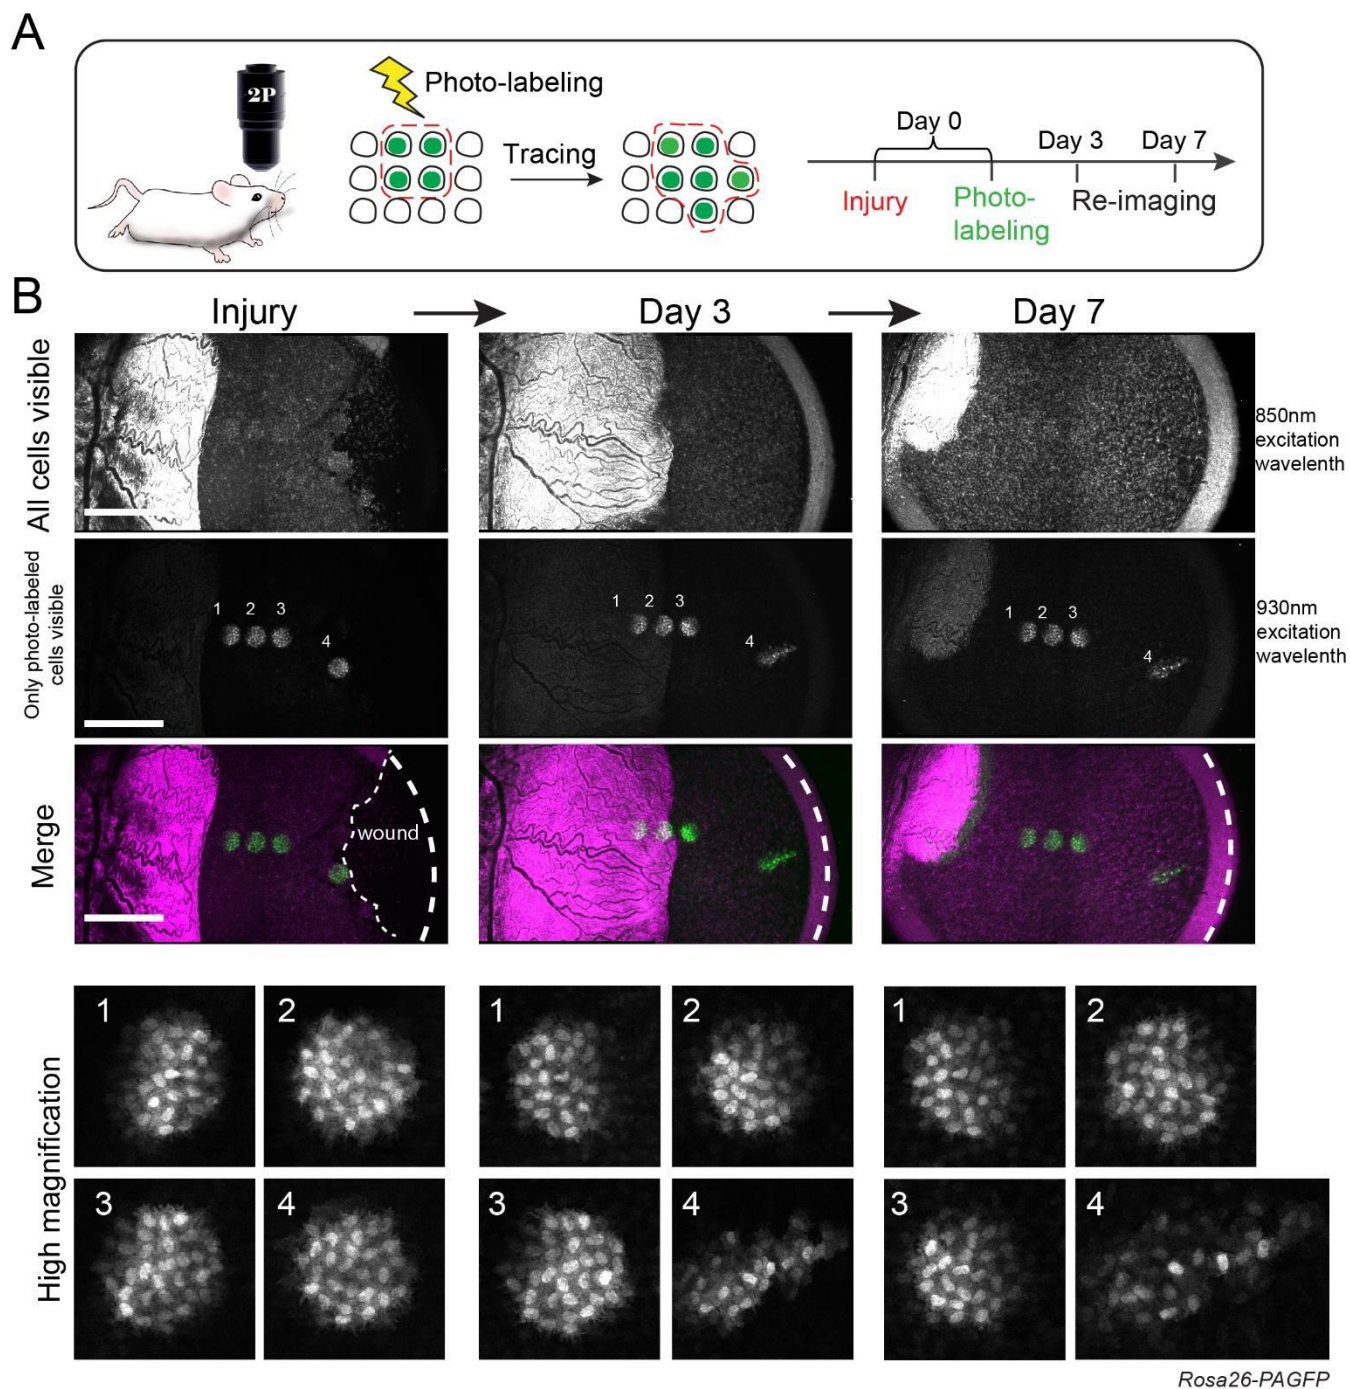 A
2P
Photo-labeling
Tracing
Day 0
Day 3
Day 7
Injury
Photo-
labeling
Re-imaging
B
Injury
Day 3
Day 7
All cells visible
850nm
excitation
wavelenth
Only photo-labeled
cells visible
1
2
3
4
1
2
3
4
1
2
3
4
930nm
excitation
wavelenth
Merge
wound
High magnification
1
2
1
2
1
2
3
4
3
4
3
4
Rosa26-PAGFP